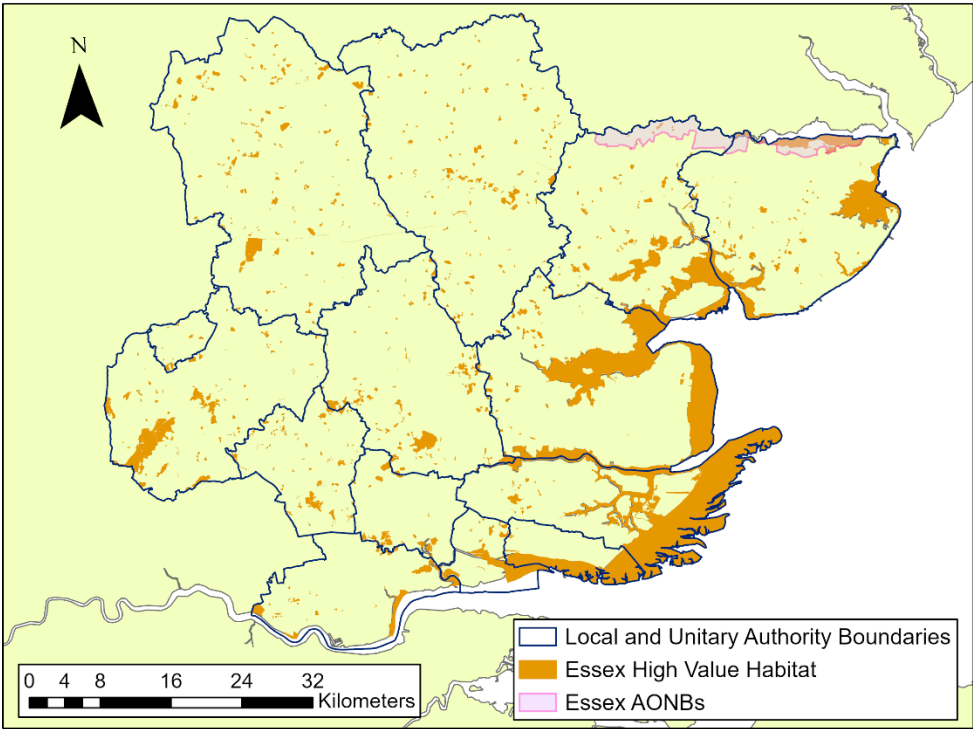 N
Local and Unitary Authority Boundaries
Essex High Value Habitat
Essex AONBs
0 4 8 16 24 32
Kilometers